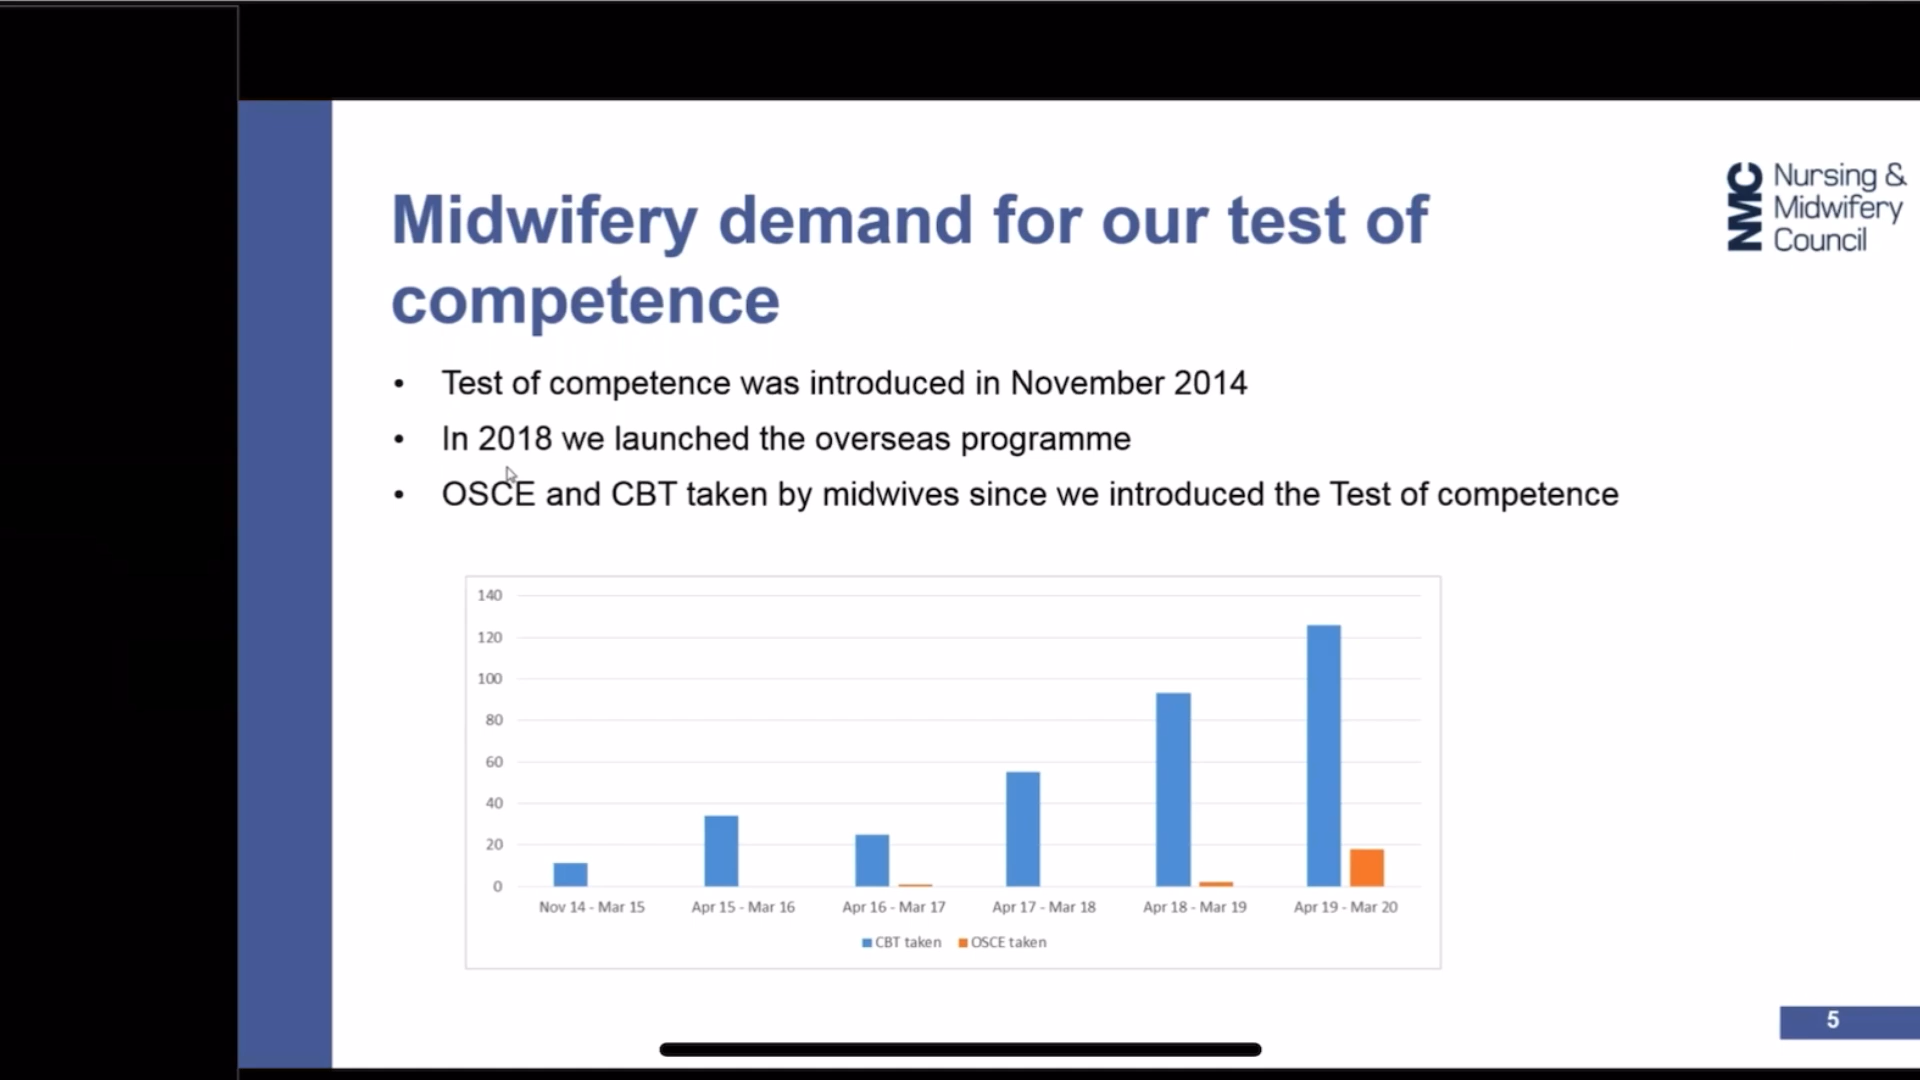 Midwifery demand for our test of
competence
NMC
Nursing &
Midwifery
Council
• Test of competence was introduced in November 2014
• In 2018 we launched the overseas programme
• OSCE and CBT taken by midwives since we introduced the Test of competence
140
120
100
80
60
40
20
0
Nov 14 - Mar 15 Apr 15 - Mar 16 Apr 16 - Mar 17 Apr 17 - Mar 18 Apr 18 - Mar 19 Apr 19 - Mar 20
CBT taken OSCE taken
5